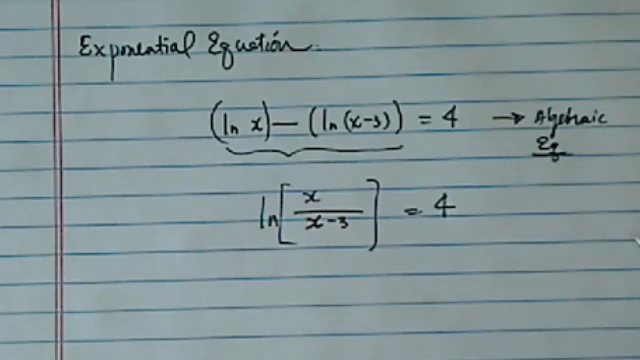 Exponential Equation.
(ln x) — (ln(x-3)) = 4 → Algebraic
Eq
ln[x/(x-3)] = 4